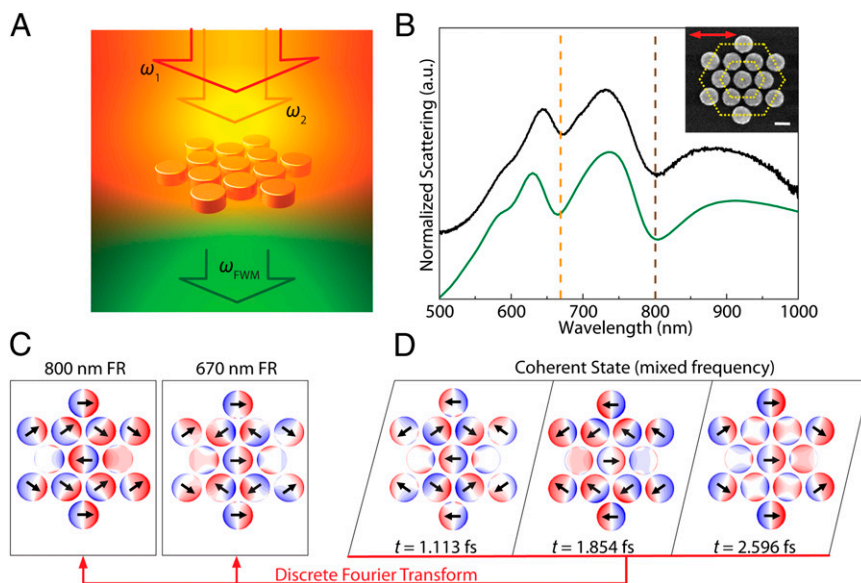 A
ω1
ω2
ωFWM
B
Normalized Scattering (a.u.)
500 600 700 800 900 1000
Wavelength (nm)
C
800 nm FR 670 nm FR
D
Coherent State (mixed frequency)
t = 1.113 fs t = 1.854 fs t = 2.596 fs
Discrete Fourier Transform